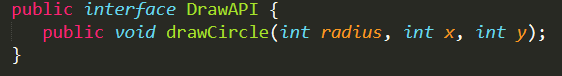 public interface DrawAPI {
   public void drawCircle(int radius, int x, int y);
}